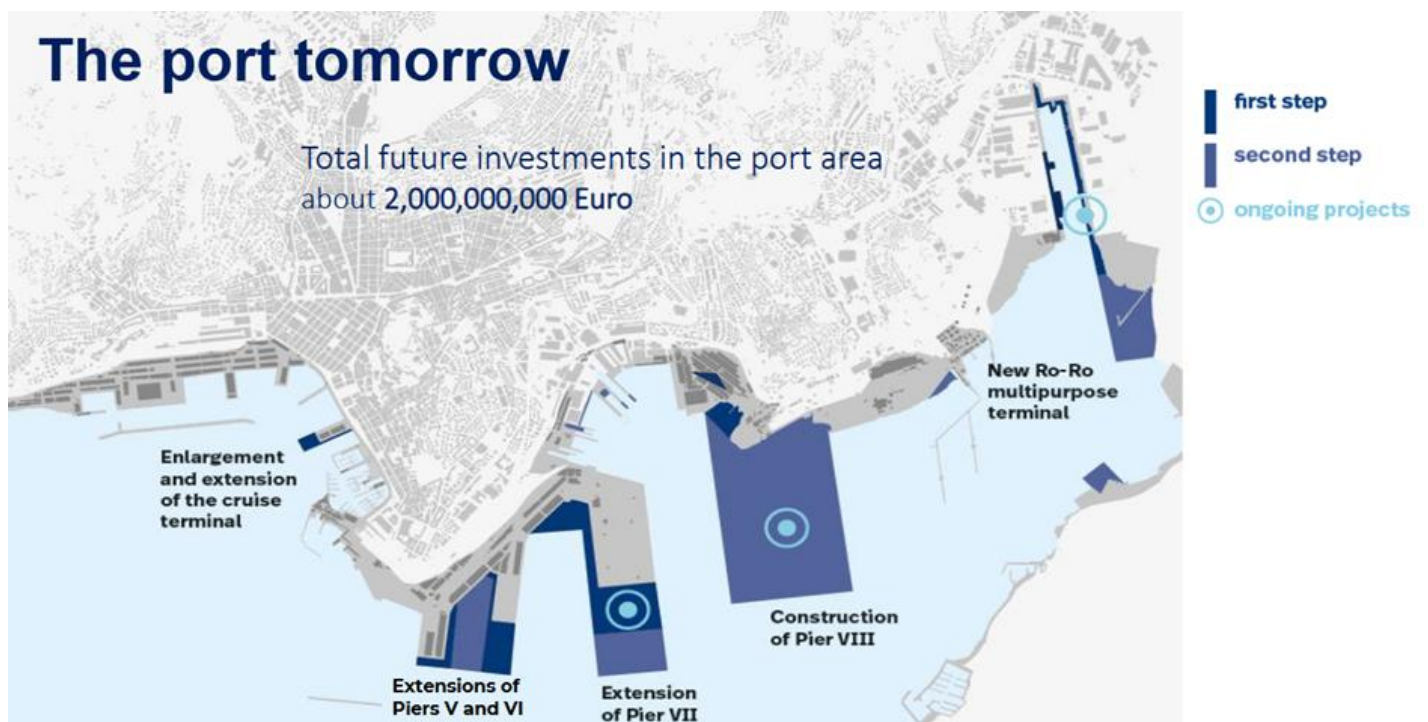 The port tomorrow
Total future investments in the port area
about 2,000,000,000 Euro
first step
second step
ongoing projects
New Ro-Ro
multipurpose
terminal
Enlargement
and extension
of the cruise
terminal
Construction
of Pier VIII
Extensions of
Piers V and VI
Extension
of Pier VII